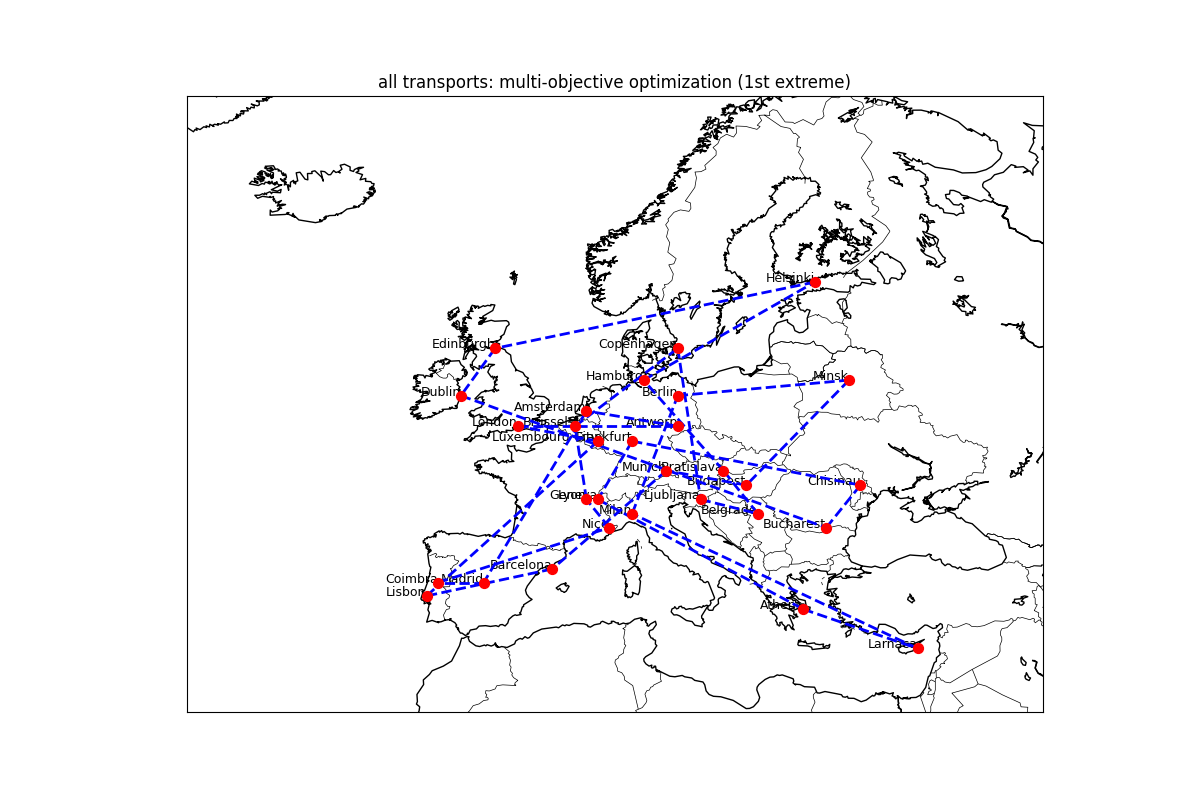 all transports: multi-objective optimization (1st extreme)
Helsinki
Edinburgh
Copenhagen
Hamburg
Minsk
Dublin
Berlin
Amsterdam
London
Brussels
Antwerp
Luxembourg
Frankfurt
Munich
Bratislava
Budapest
Chisinau
Geneva
Lyon
Ljubljana
Milan
Belgrade
Nice
Bucharest
Barcelona
Coimbra
Madrid
Lisbon
Athens
Larnaca